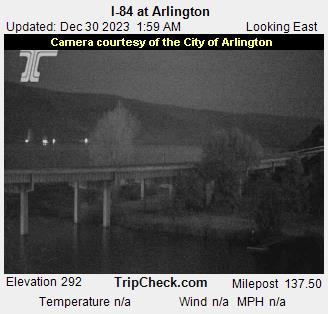 I-84 at Arlington
Updated: Dec 30 2023 1:59 AM Looking East
Camera courtesy of the City of Arlington
Elevation 292 TripCheck.com Milepost 137.50
Temperature n/a Wind n/a MPH n/a